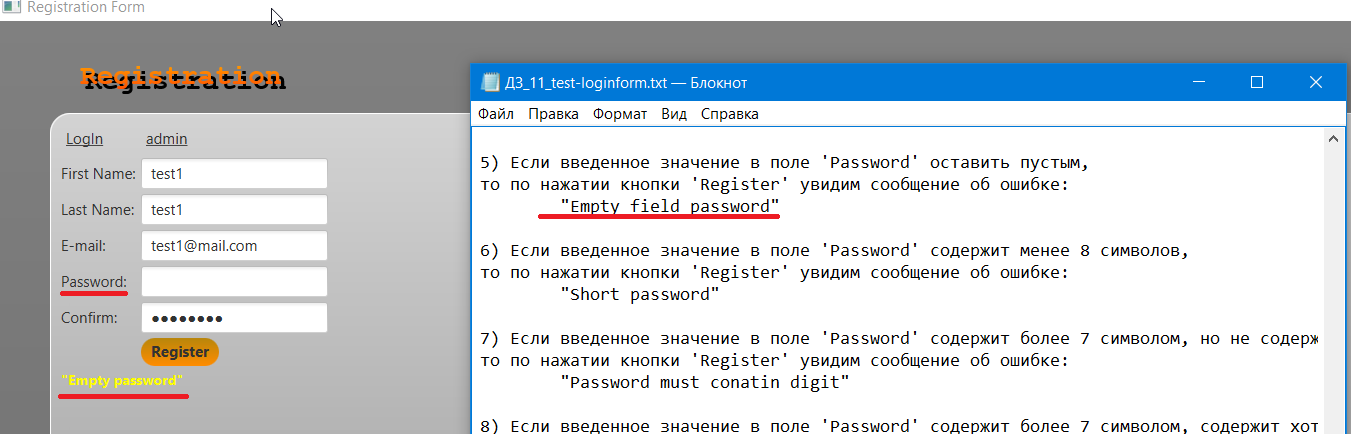 Registration Form
Registration
LogIn admin
First Name: test1
Last Name: test1
E-mail: test1@mail.com
Password:
Confirm: ●●●●●●●●
Register
"Empty password"
ДЗ_11_test-loginform.txt — Блокнот
Файл Правка Формат Вид Справка
5) Если введенное значение в поле 'Password' оставить пустым,
то по нажатии кнопки 'Register' увидим сообщение об ошибке:
"Empty field password"
6) Если введенное значение в поле 'Password' содержит менее 8 символов,
то по нажатии кнопки 'Register' увидим сообщение об ошибке:
"Short password"
7) Если введенное значение в поле 'Password' содержит более 7 символом, но не содерж
то по нажатии кнопки 'Register' увидим сообщение об ошибке:
"Password must conatin digit"
8) Если введенное значение в поле 'Password' содержит более 7 символом, содержит хот